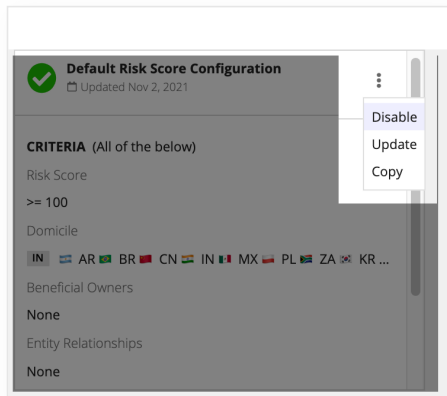 Default Risk Score Configuration
Updated Nov 2, 2021
Disable
Update
Copy
CRITERIA (All of the below)
Risk Score
>= 100
Domicile
IN AR BR CN IN MX PL ZA KR ...
Beneficial Owners
None
Entity Relationships
None